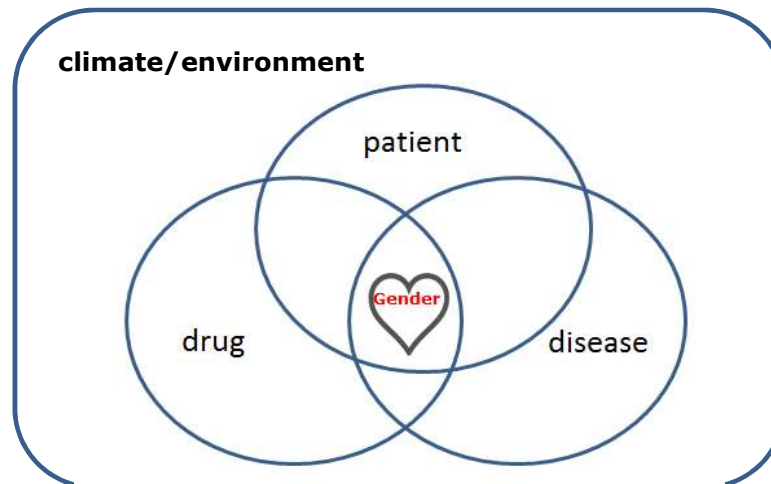 climate/environment
patient
Gender
drug
disease